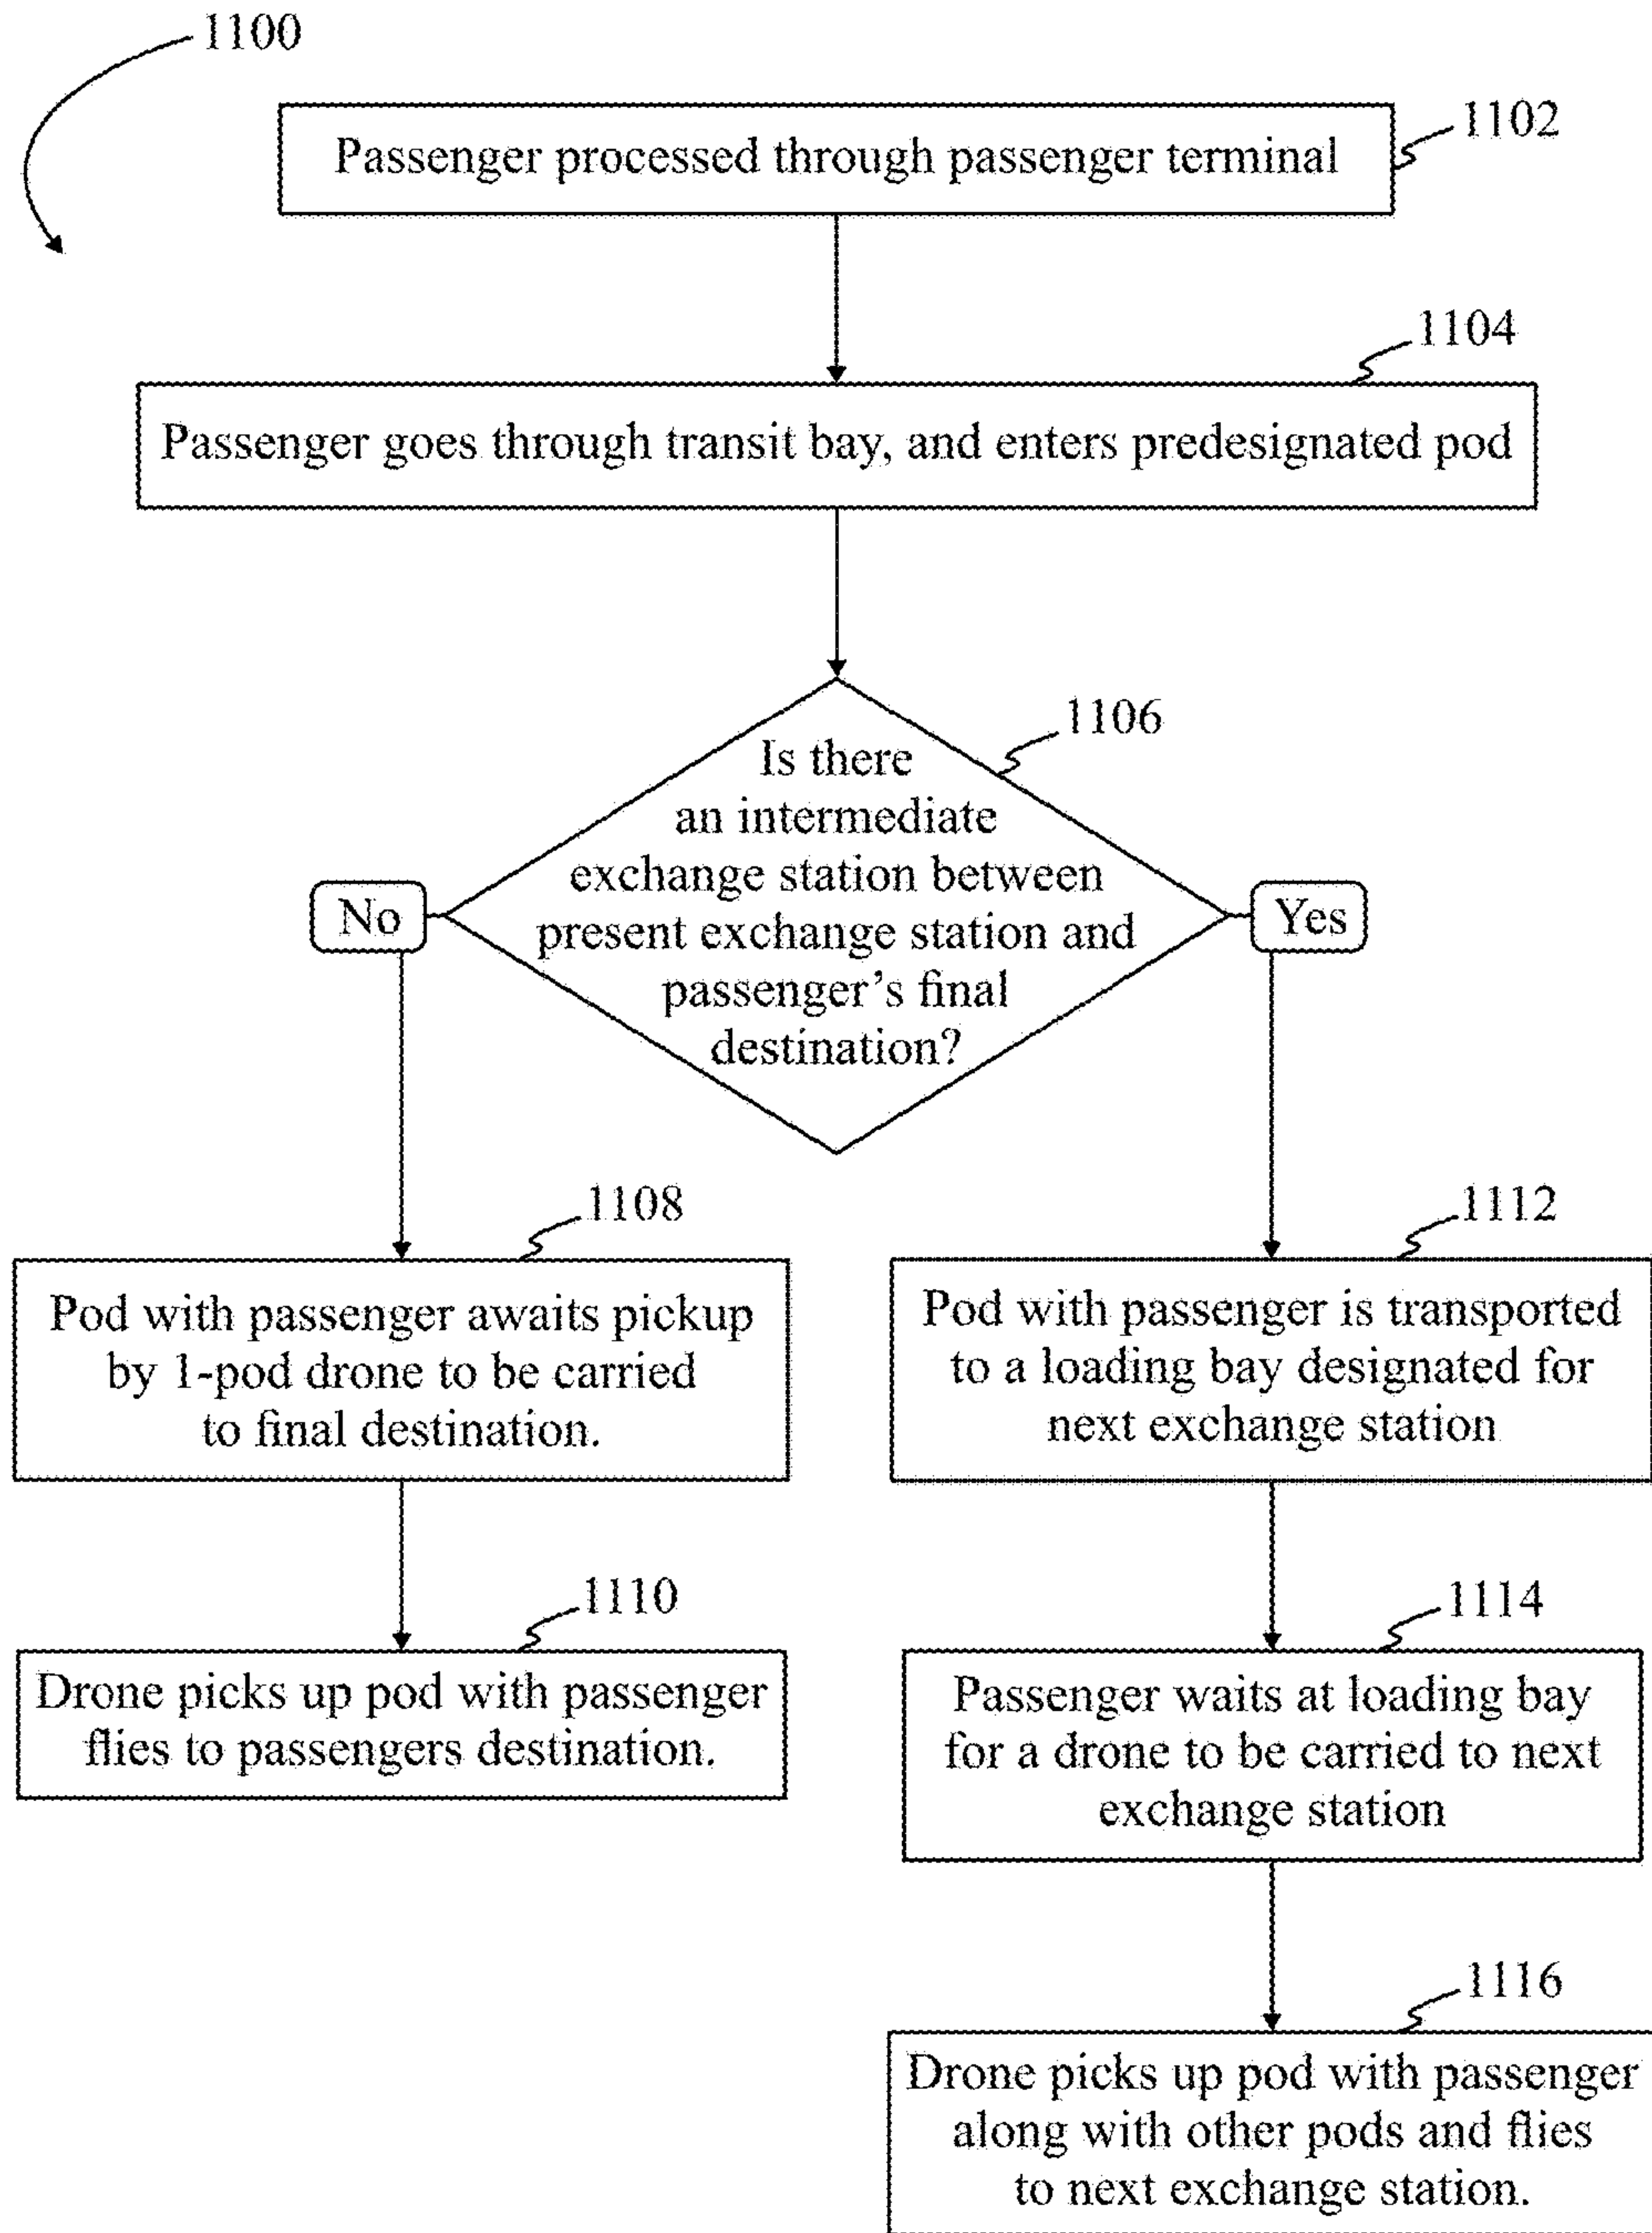 1100
1102
Passenger processed through passenger terminal
1104
Passenger goes through transit bay, and enters predesignated pod
1106
Is there
an intermediate
exchange station between
present exchange station and
passenger’s final
destination?
No
Yes
1108
Pod with passenger awaits pickup
by 1-pod drone to be carried
to final destination.
1110
Drone picks up pod with passenger
flies to passengers destination.
1112
Pod with passenger is transported
to a loading bay designated for
next exchange station
1114
Passenger waits at loading bay
for a drone to be carried to next
exchange station
1116
Drone picks up pod with passenger
along with other pods and flies
to next exchange station.